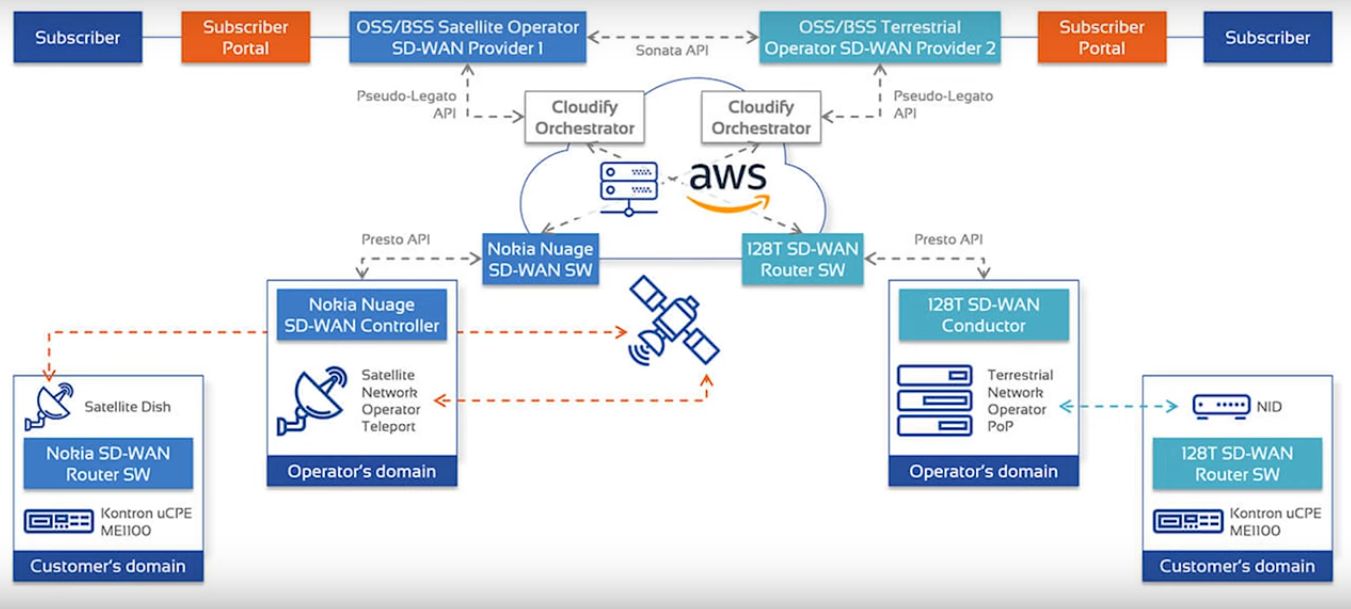 Subscriber
Subscriber
Portal
OSS/BSS Satellite Operator
SD-WAN Provider 1
Sonata API
OSS/BSS Terrestrial
Operator SD-WAN Provider 2
Subscriber
Portal
Subscriber
Pseudo-Legato
API
Cloudify
Orchestrator
Cloudify
Orchestrator
Pseudo-Legato
API
aws
Presto API
Nokia Nuage
SD-WAN SW
128T SD-WAN
Router SW
Presto API
Nokia Nuage
SD-WAN Controller
Satellite
Network
Operator
Teleport
Operator's domain
128T SD-WAN
Conductor
Terrestrial
Network
Operator
PoP
Operator's domain
Satellite Dish
Nokia SD-WAN
Router SW
Kontron uCPE
ME1100
Customer's domain
NID
128T SD-WAN
Router SW
Kontron uCPE
ME1100
Customer's domain